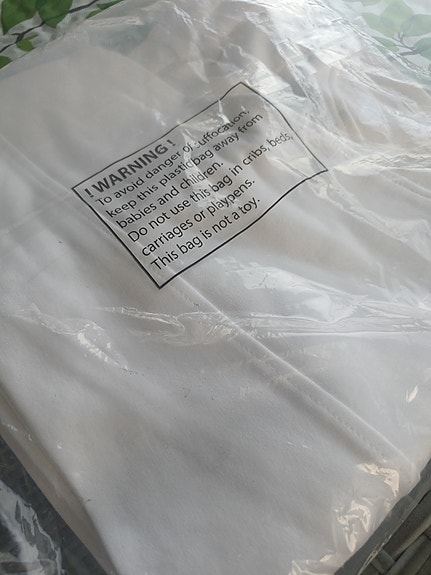 ! WARNING !
To avoid danger of suffocation,
keep this plastic bag away from
babies and children.
Do not use this bag in cribs, beds,
carriages or playpens.
This bag is not a toy.